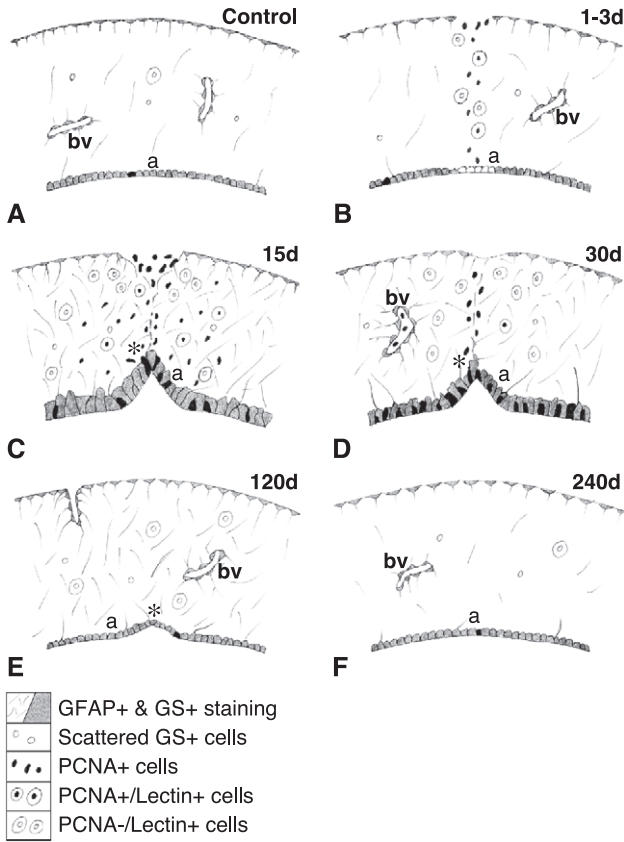 Control
bv
a
A
1-3d
bv
a
B
15d
*
a
C
30d
bv
*
a
D
120d
bv
a
*
E
240d
bv
a
F
GFAP+ & GS+ staining
Scattered GS+ cells
PCNA+ cells
PCNA+/Lectin+ cells
PCNA-/Lectin+ cells